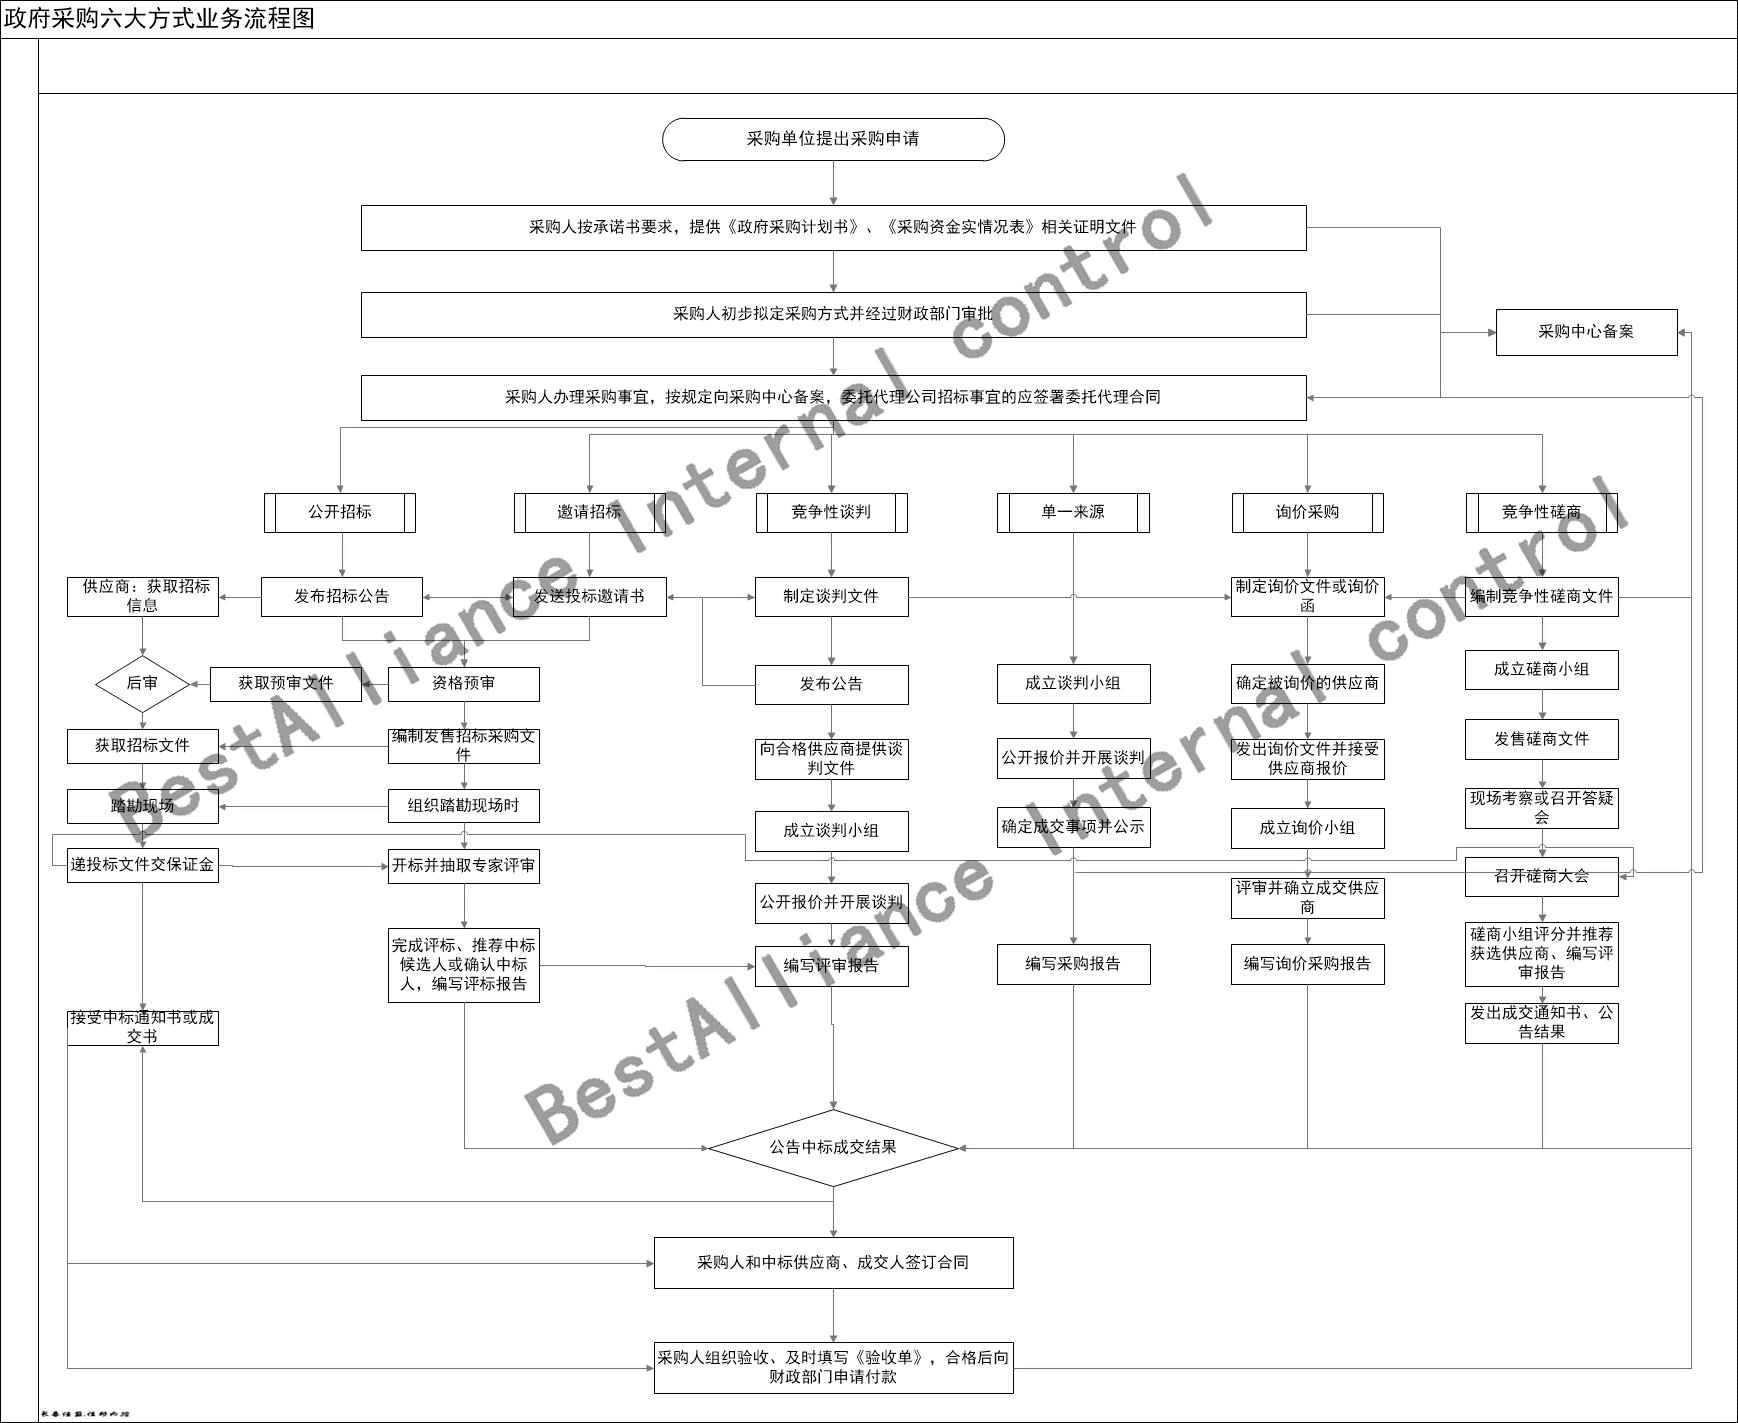 政府采购六大方式业务流程图
采购单位提出采购申请
采购人按承诺书要求，提供《政府采购计划书》、《采购资金实情况表》相关证明文件
采购人初步拟定采购方式并经过财政部门审批
采购中心备案
采购人办理采购事宜，按规定向采购中心备案，委托代理公司招标事宜的应签署委托代理合同
公开招标
邀请招标
竞争性谈判
单一来源
询价采购
竞争性磋商
供应商：获取招标
信息
发布招标公告
发送投标邀请书
制定谈判文件
制定询价文件或询价
函
编制竞争性磋商文件
后审
获取预审文件
资格预审
发布公告
成立谈判小组
确定被询价的供应商
成立磋商小组
获取招标文件
编制发售招标采购文
件
向合格供应商提供谈
判文件
公开报价并开展谈判
发出询价文件并接受
供应商报价
发售磋商文件
踏勘现场
组织踏勘现场时
成立谈判小组
确定成交事项并公示
成立询价小组
现场考察或召开答疑
会
递投标文件交保证金
开标并抽取专家评审
公开报价并开展谈判
评审并确立成交供应
商
召开磋商大会
完成评标、推荐中标
候选人或确认中标
人，编写评标报告
编写评审报告
编写采购报告
编写询价采购报告
磋商小组评分并推荐
获选供应商、编写评
审报告
接受中标通知书或成
交书
发出成交通知书、公
告结果
公告中标成交结果
采购人和中标供应商、成交人签订合同
采购人组织验收、及时填写《验收单》，合格后向
财政部门申请付款
BestAlliance Internal control
BestAlliance Internal control